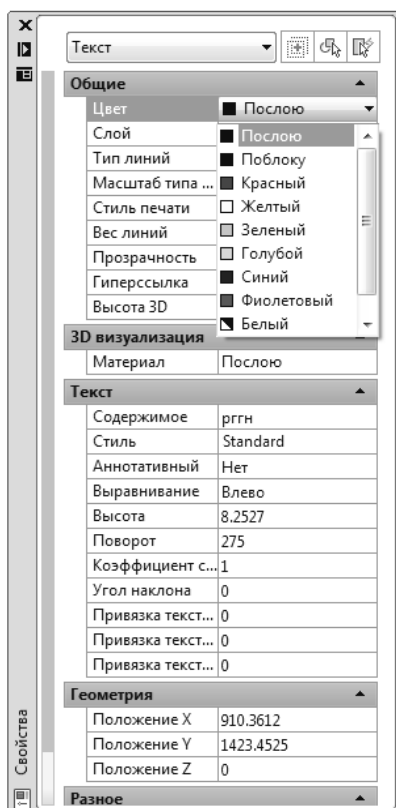 Текст
Общие
Цвет Послою
Слой Послою
Тип линий Поблоку
Масштаб типа ... Красный
Стиль печати Желтый
Вес линий Зеленый
Прозрачность Голубой
Гиперссылка Синий
Высота 3D Фиолетовый
Белый
3D визуализация
Материал Послою
Текст
Содержимое рггн
Стиль Standard
Аннотативный Нет
Выравнивание Влево
Высота 8.2527
Поворот 275
Коэффициент с... 1
Угол наклона 0
Привязка текст... 0
Привязка текст... 0
Привязка текст... 0
Геометрия
Положение X 910.3612
Положение Y 1423.4525
Положение Z 0
Разное
Свойства